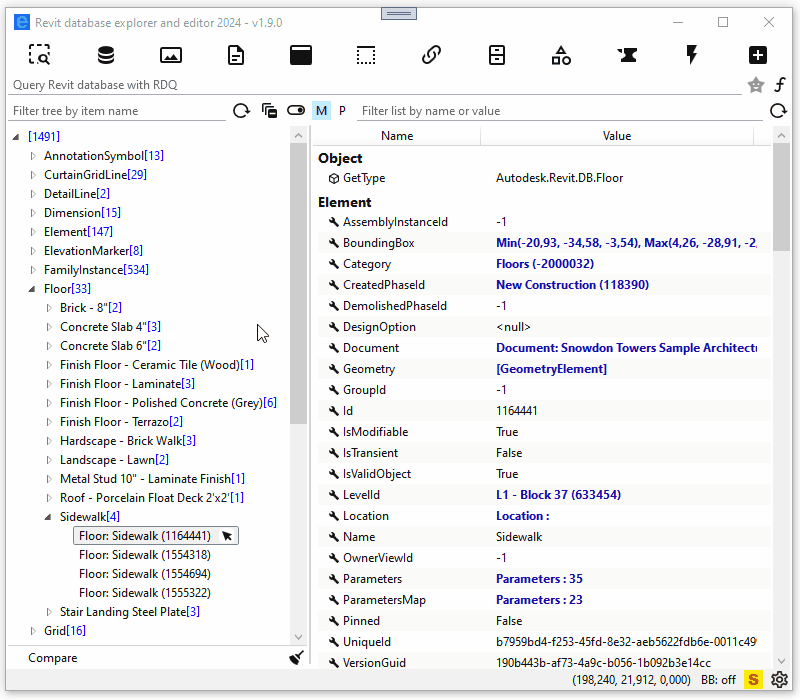 Revit database explorer and editor 2024 - v1.9.0
Query Revit database with RDQ
Filter tree by item name
M P
Filter list by name or value
[1491]
AnnotationSymbol[13]
CurtainGridLine[29]
DetailLine[2]
Dimension[15]
Element[147]
ElevationMarker[8]
FamilyInstance[534]
Floor[33]
Brick - 8"[2]
Concrete Slab 4"[3]
Concrete Slab 6"[2]
Finish Floor - Ceramic Tile (Wood)[1]
Finish Floor - Laminate[3]
Finish Floor - Polished Concrete (Grey)[6]
Finish Floor - Terrazo[2]
Hardscape - Brick Walk[3]
Landscape - Lawn[2]
Metal Stud 10" - Laminate Finish[1]
Roof - Porcelain Float Deck 2'x2'[1]
Sidewalk[4]
Floor: Sidewalk (1164441)
Floor: Sidewalk (1554318)
Floor: Sidewalk (1554694)
Floor: Sidewalk (1555322)
Stair Landing Steel Plate[3]
Grid[16]
Compare
Name Value
Object
GetType Autodesk.Revit.DB.Floor
Element
AssemblyInstanceId -1
BoundingBox Min(-20,93, -34,58, -3,54), Max(4,26, -28,91, -2,
Category Floors (-2000032)
CreatedPhaseId New Construction (118390)
DemolishedPhaseId -1
DesignOption <null>
Document Document: Snowdon Towers Sample Architectu
Geometry [GeometryElement]
GroupId -1
Id 1164441
IsModifiable True
IsTransient False
IsValidObject True
LevelId L1 - Block 37 (633454)
Location Location :
Name Sidewalk
OwnerViewId -1
Parameters Parameters : 35
ParametersMap Parameters : 23
Pinned False
UniqueId b7959bd4-f253-45fd-8e32-aeb5622fdb6e-0011c49
VersionGuid 190b443b-af73-4a9c-b056-1b092b3e14cc
(198,240, 21,912, 0,000) BB: off S